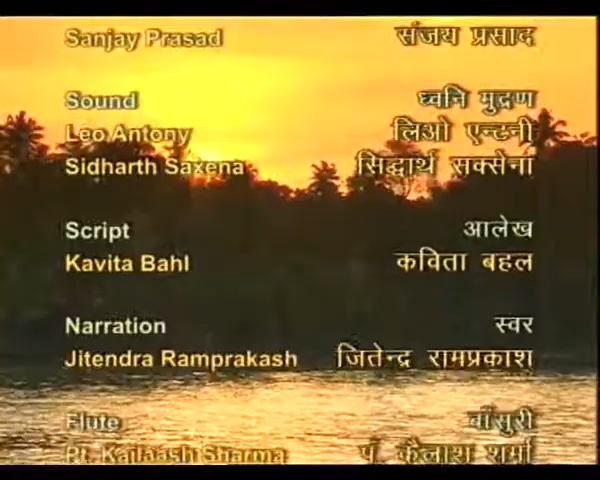 Sanjay Prasad संजय प्रसाद
Sound ध्वनि मुद्रण
Leo Antony लिओ एन्टनी
Sidharth Saxena सिद्धार्थ सक्सेना
Script आलेख
Kavita Bahl कविता बहल
Narration स्वर
Jitendra Ramprakash जितेन्द्र रामप्रकाश
Flute बाँसुरी
Pt. Kailaash Sharma पं. कैलाश शर्मा